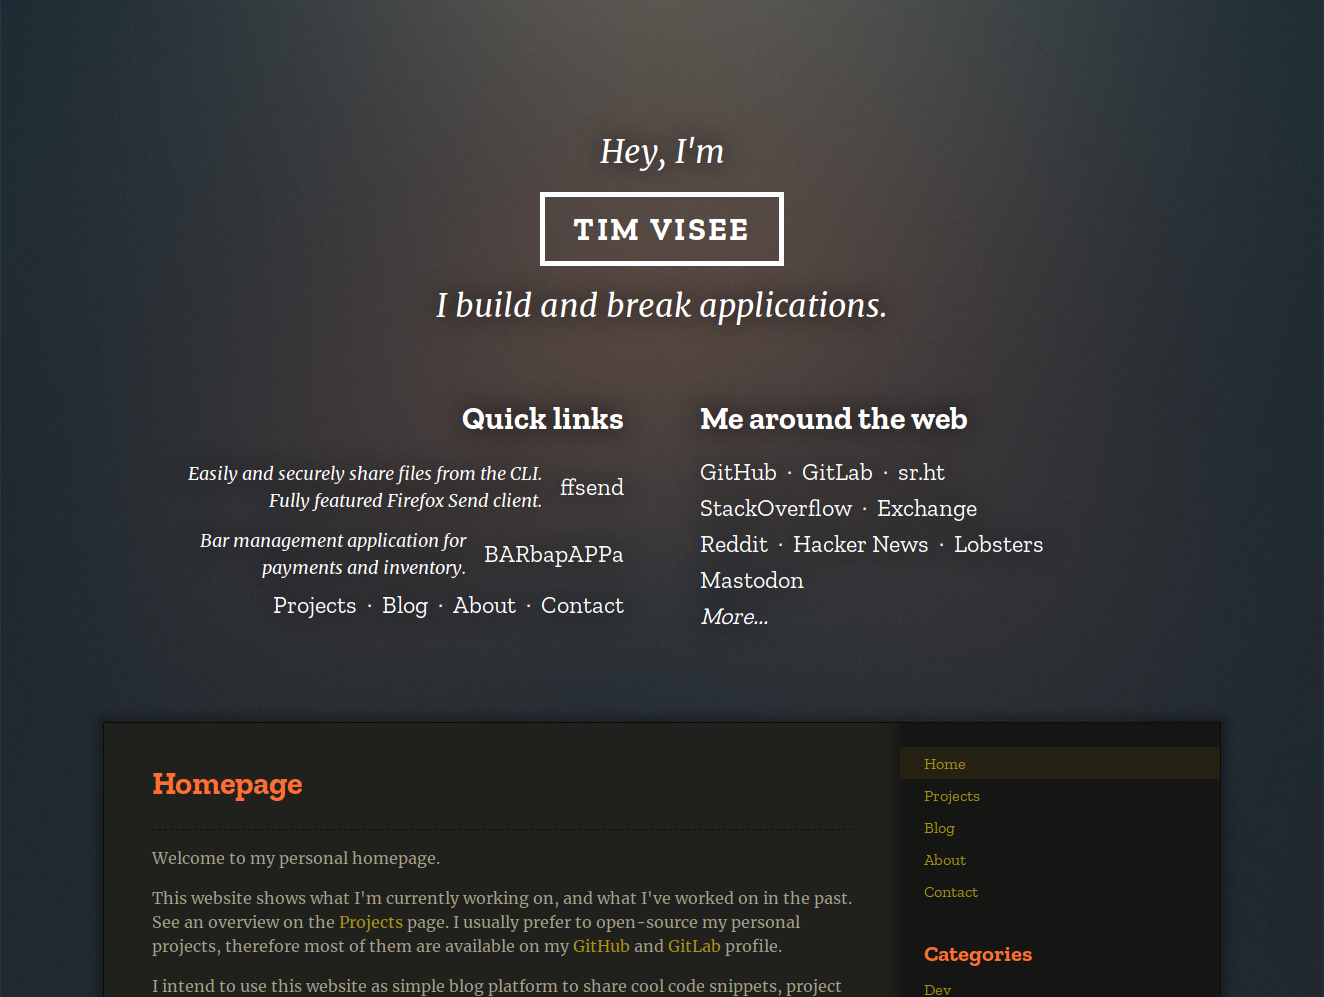 Hey, I'm
TIM VISEE
I build and break applications.
Quick links
Easily and securely share files from the CLI.
Fully featured Firefox Send client.
ffsend
Bar management application for
payments and inventory.
BARbapAPPa
Projects · Blog · About · Contact
Me around the web
GitHub · GitLab · sr.ht
StackOverflow · Exchange
Reddit · Hacker News · Lobsters
Mastodon
More...
Homepage
Welcome to my personal homepage.
This website shows what I'm currently working on, and what I've worked on in the past.
See an overview on the Projects page. I usually prefer to open-source my personal
projects, therefore most of them are available on my GitHub and GitLab profile.
I intend to use this website as simple blog platform to share cool code snippets, project
Home
Projects
Blog
About
Contact
Categories
Dev